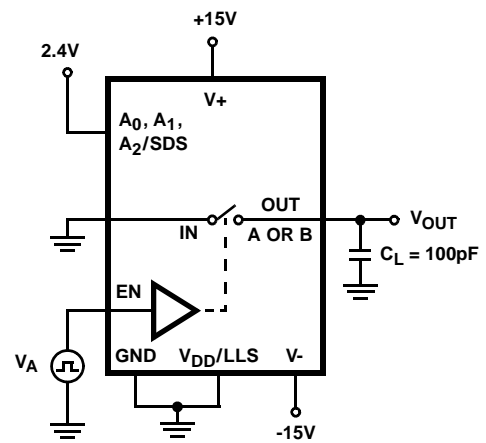 +15V
2.4V
V+
A0, A1,
A2/SDS
OUT
IN
A OR B
VOUT
CL = 100pF
EN
VA
GND
VDD/LLS
V-
-15V